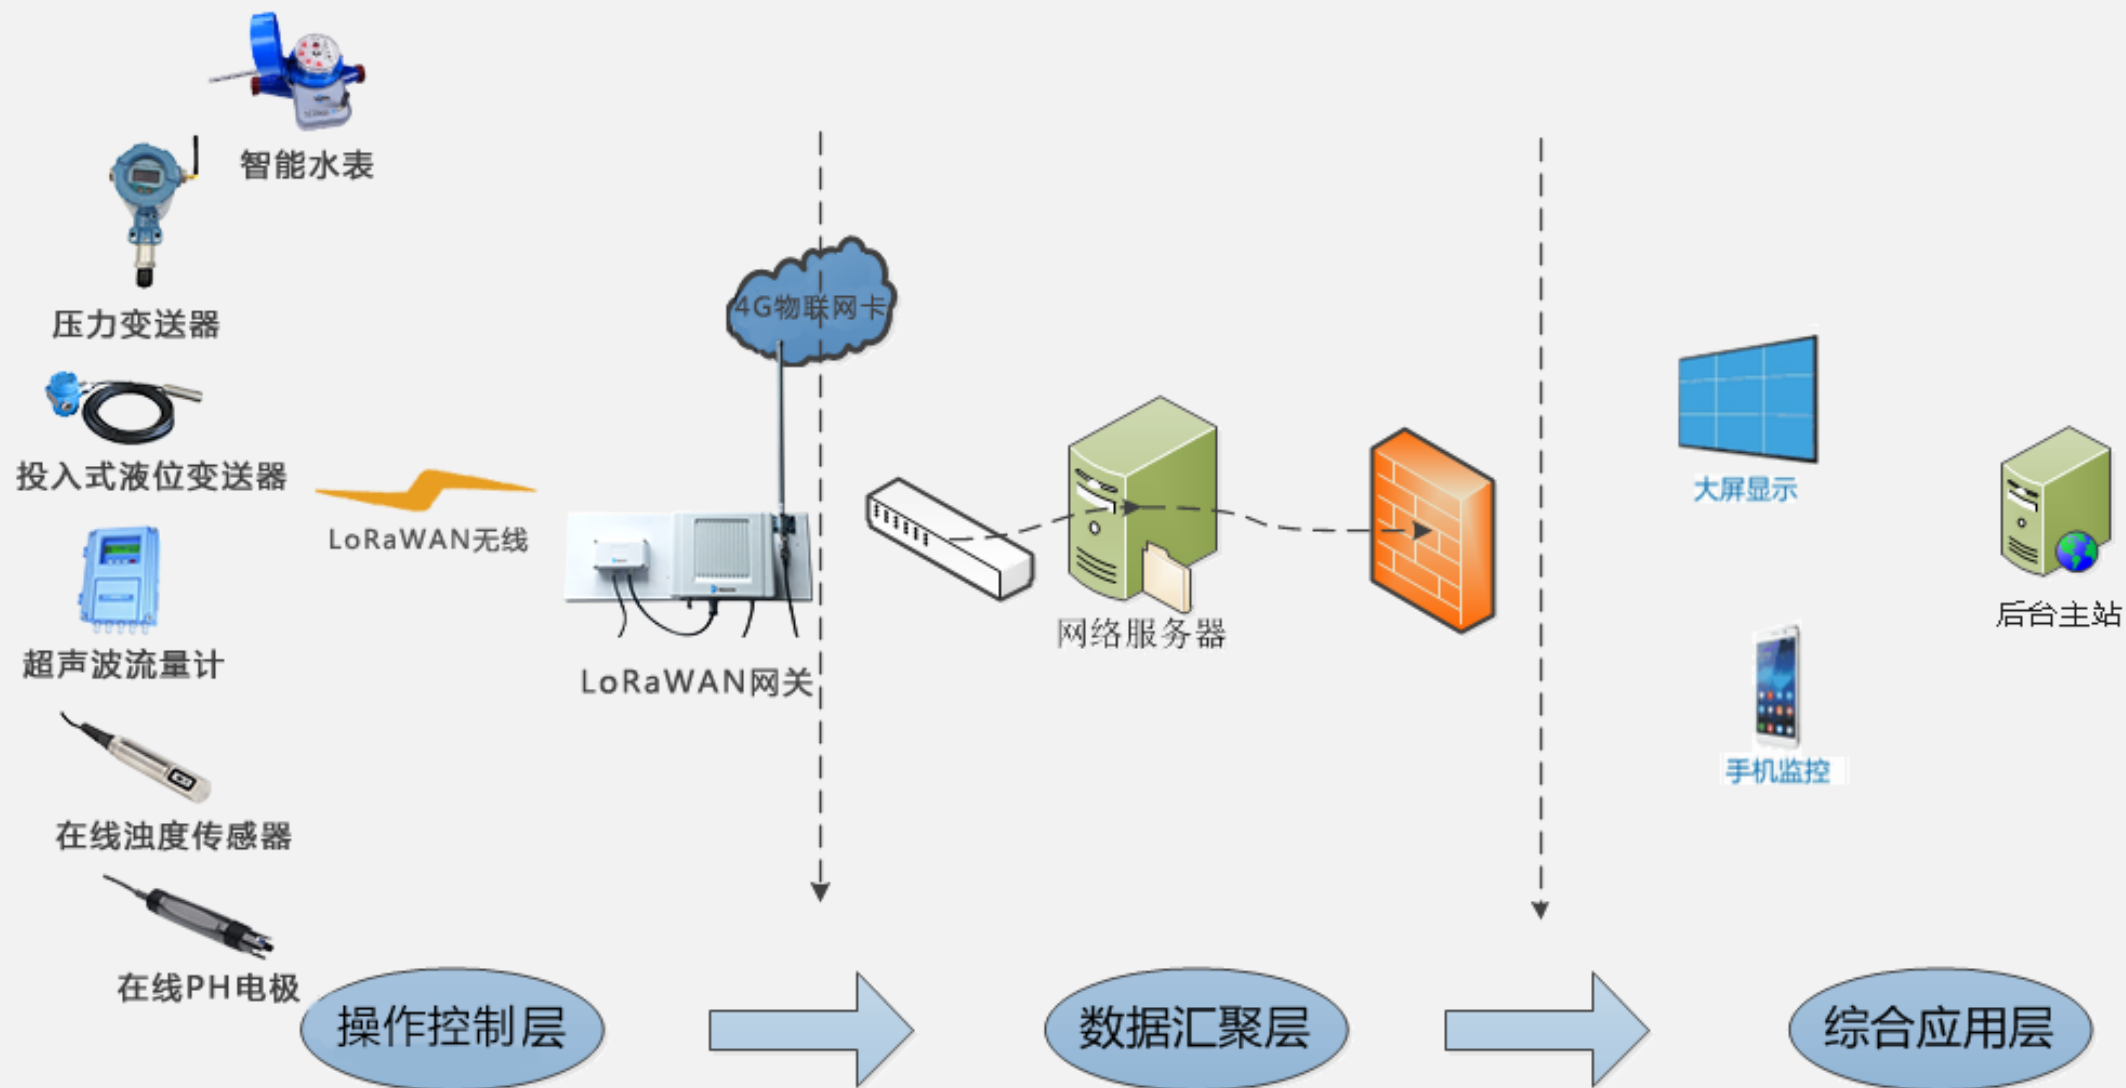 智能水表
压力变送器
4G物联网卡
投入式液位变送器
LoRaWAN无线
大屏显示
后台主站
网络服务器
超声波流量计
LoRaWAN网关
手机监控
在线浊度传感器
在线PH电极
操作控制层
数据汇聚层
综合应用层